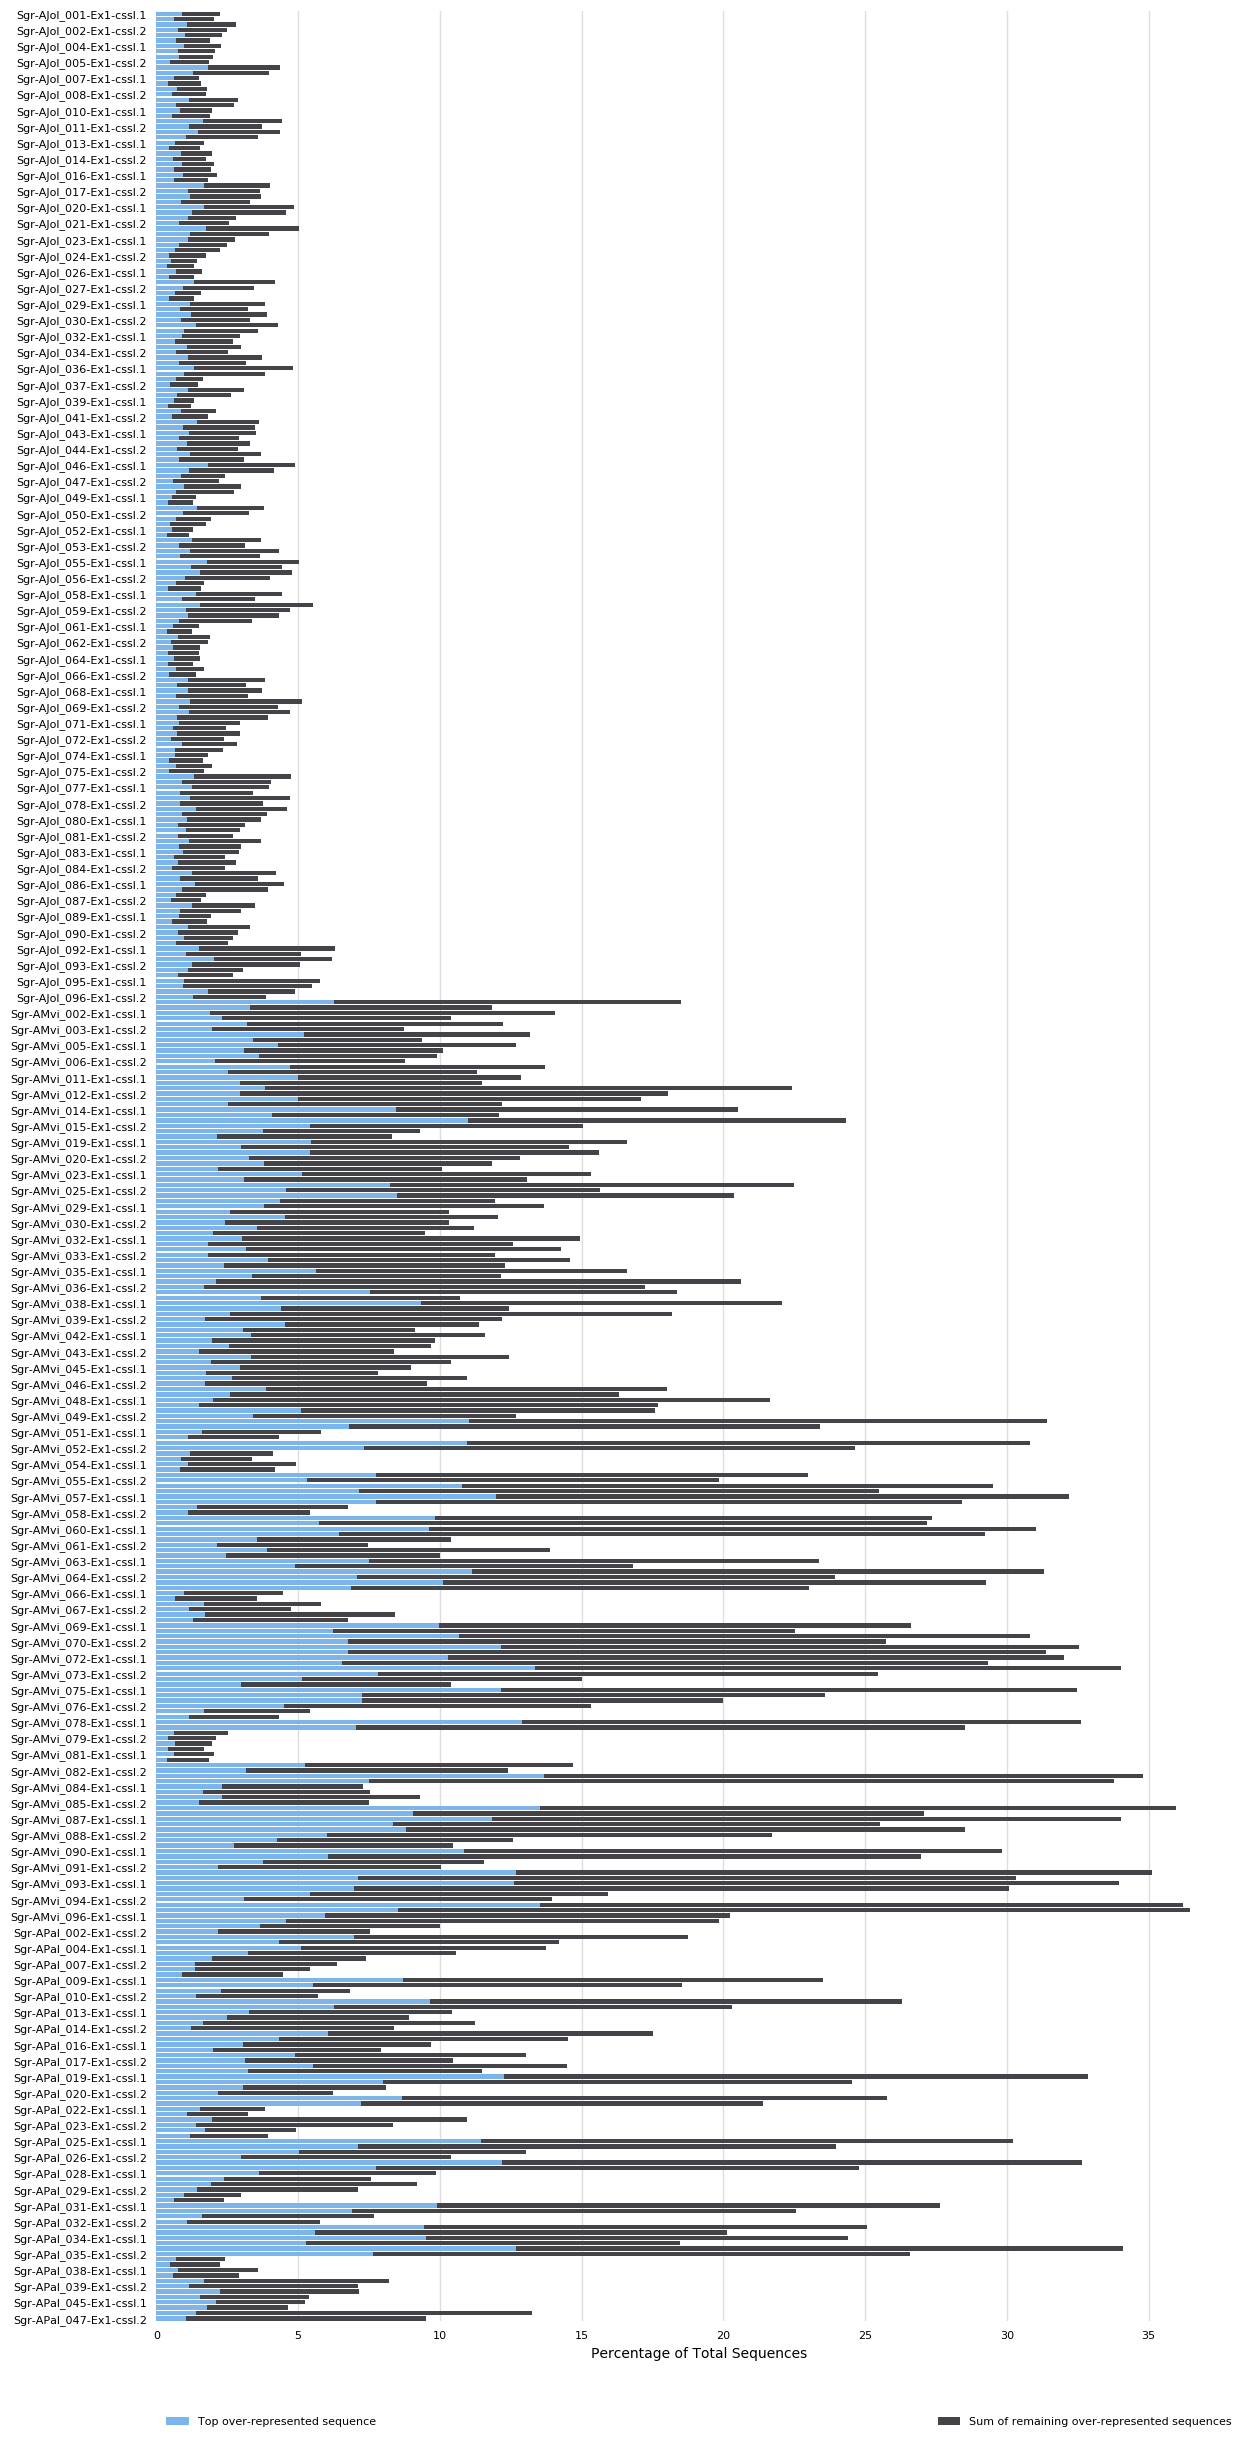 Sgr-AJol_001-Ex1-cssl.1
Sgr-AJol_002-Ex1-cssl.2
Sgr-AJol_004-Ex1-cssl.1
Sgr-AJol_005-Ex1-cssl.2
Sgr-AJol_007-Ex1-cssl.1
Sgr-AJol_008-Ex1-cssl.2
Sgr-AJol_010-Ex1-cssl.1
Sgr-AJol_011-Ex1-cssl.2
Sgr-AJol_013-Ex1-cssl.1
Sgr-AJol_014-Ex1-cssl.2
Sgr-AJol_016-Ex1-cssl.1
Sgr-AJol_017-Ex1-cssl.2
Sgr-AJol_020-Ex1-cssl.1
Sgr-AJol_021-Ex1-cssl.2
Sgr-AJol_023-Ex1-cssl.1
Sgr-AJol_024-Ex1-cssl.2
Sgr-AJol_026-Ex1-cssl.1
Sgr-AJol_027-Ex1-cssl.2
Sgr-AJol_029-Ex1-cssl.1
Sgr-AJol_030-Ex1-cssl.2
Sgr-AJol_032-Ex1-cssl.1
Sgr-AJol_034-Ex1-cssl.2
Sgr-AJol_036-Ex1-cssl.1
Sgr-AJol_037-Ex1-cssl.2
Sgr-AJol_039-Ex1-cssl.1
Sgr-AJol_041-Ex1-cssl.2
Sgr-AJol_043-Ex1-cssl.1
Sgr-AJol_044-Ex1-cssl.2
Sgr-AJol_046-Ex1-cssl.1
Sgr-AJol_047-Ex1-cssl.2
Sgr-AJol_049-Ex1-cssl.1
Sgr-AJol_050-Ex1-cssl.2
Sgr-AJol_052-Ex1-cssl.1
Sgr-AJol_053-Ex1-cssl.2
Sgr-AJol_055-Ex1-cssl.1
Sgr-AJol_056-Ex1-cssl.2
Sgr-AJol_058-Ex1-cssl.1
Sgr-AJol_059-Ex1-cssl.2
Sgr-AJol_061-Ex1-cssl.1
Sgr-AJol_062-Ex1-cssl.2
Sgr-AJol_064-Ex1-cssl.1
Sgr-AJol_066-Ex1-cssl.2
Sgr-AJol_068-Ex1-cssl.1
Sgr-AJol_069-Ex1-cssl.2
Sgr-AJol_071-Ex1-cssl.1
Sgr-AJol_072-Ex1-cssl.2
Sgr-AJol_074-Ex1-cssl.1
Sgr-AJol_075-Ex1-cssl.2
Sgr-AJol_077-Ex1-cssl.1
Sgr-AJol_078-Ex1-cssl.2
Sgr-AJol_080-Ex1-cssl.1
Sgr-AJol_081-Ex1-cssl.2
Sgr-AJol_083-Ex1-cssl.1
Sgr-AJol_084-Ex1-cssl.2
Sgr-AJol_086-Ex1-cssl.1
Sgr-AJol_087-Ex1-cssl.2
Sgr-AJol_089-Ex1-cssl.1
Sgr-AJol_090-Ex1-cssl.2
Sgr-AJol_092-Ex1-cssl.1
Sgr-AJol_093-Ex1-cssl.2
Sgr-AJol_095-Ex1-cssl.1
Sgr-AJol_096-Ex1-cssl.2
Sgr-AMvi_002-Ex1-cssl.1
Sgr-AMvi_003-Ex1-cssl.2
Sgr-AMvi_005-Ex1-cssl.1
Sgr-AMvi_006-Ex1-cssl.2
Sgr-AMvi_011-Ex1-cssl.1
Sgr-AMvi_012-Ex1-cssl.2
Sgr-AMvi_014-Ex1-cssl.1
Sgr-AMvi_015-Ex1-cssl.2
Sgr-AMvi_019-Ex1-cssl.1
Sgr-AMvi_020-Ex1-cssl.2
Sgr-AMvi_023-Ex1-cssl.1
Sgr-AMvi_025-Ex1-cssl.2
Sgr-AMvi_029-Ex1-cssl.1
Sgr-AMvi_030-Ex1-cssl.2
Sgr-AMvi_032-Ex1-cssl.1
Sgr-AMvi_033-Ex1-cssl.2
Sgr-AMvi_035-Ex1-cssl.1
Sgr-AMvi_036-Ex1-cssl.2
Sgr-AMvi_038-Ex1-cssl.1
Sgr-AMvi_039-Ex1-cssl.2
Sgr-AMvi_042-Ex1-cssl.1
Sgr-AMvi_043-Ex1-cssl.2
Sgr-AMvi_045-Ex1-cssl.1
Sgr-AMvi_046-Ex1-cssl.2
Sgr-AMvi_048-Ex1-cssl.1
Sgr-AMvi_049-Ex1-cssl.2
Sgr-AMvi_051-Ex1-cssl.1
Sgr-AMvi_052-Ex1-cssl.2
Sgr-AMvi_054-Ex1-cssl.1
Sgr-AMvi_055-Ex1-cssl.2
Sgr-AMvi_057-Ex1-cssl.1
Sgr-AMvi_058-Ex1-cssl.2
Sgr-AMvi_060-Ex1-cssl.1
Sgr-AMvi_061-Ex1-cssl.2
Sgr-AMvi_063-Ex1-cssl.1
Sgr-AMvi_064-Ex1-cssl.2
Sgr-AMvi_066-Ex1-cssl.1
Sgr-AMvi_067-Ex1-cssl.2
Sgr-AMvi_069-Ex1-cssl.1
Sgr-AMvi_070-Ex1-cssl.2
Sgr-AMvi_072-Ex1-cssl.1
Sgr-AMvi_073-Ex1-cssl.2
Sgr-AMvi_075-Ex1-cssl.1
Sgr-AMvi_076-Ex1-cssl.2
Sgr-AMvi_078-Ex1-cssl.1
Sgr-AMvi_079-Ex1-cssl.2
Sgr-AMvi_081-Ex1-cssl.1
Sgr-AMvi_082-Ex1-cssl.2
Sgr-AMvi_084-Ex1-cssl.1
Sgr-AMvi_085-Ex1-cssl.2
Sgr-AMvi_087-Ex1-cssl.1
Sgr-AMvi_088-Ex1-cssl.2
Sgr-AMvi_090-Ex1-cssl.1
Sgr-AMvi_091-Ex1-cssl.2
Sgr-AMvi_093-Ex1-cssl.1
Sgr-AMvi_094-Ex1-cssl.2
Sgr-AMvi_096-Ex1-cssl.1
Sgr-APal_002-Ex1-cssl.2
Sgr-APal_004-Ex1-cssl.1
Sgr-APal_007-Ex1-cssl.2
Sgr-APal_009-Ex1-cssl.1
Sgr-APal_010-Ex1-cssl.2
Sgr-APal_013-Ex1-cssl.1
Sgr-APal_014-Ex1-cssl.2
Sgr-APal_016-Ex1-cssl.1
Sgr-APal_017-Ex1-cssl.2
Sgr-APal_019-Ex1-cssl.1
Sgr-APal_020-Ex1-cssl.2
Sgr-APal_022-Ex1-cssl.1
Sgr-APal_023-Ex1-cssl.2
Sgr-APal_025-Ex1-cssl.1
Sgr-APal_026-Ex1-cssl.2
Sgr-APal_028-Ex1-cssl.1
Sgr-APal_029-Ex1-cssl.2
Sgr-APal_031-Ex1-cssl.1
Sgr-APal_032-Ex1-cssl.2
Sgr-APal_034-Ex1-cssl.1
Sgr-APal_035-Ex1-cssl.2
Sgr-APal_038-Ex1-cssl.1
Sgr-APal_039-Ex1-cssl.2
Sgr-APal_045-Ex1-cssl.1
Sgr-APal_047-Ex1-cssl.2
0 5 10 15 20 25 30 35
Percentage of Total Sequences
Top over-represented sequence Sum of remaining over-represented sequences